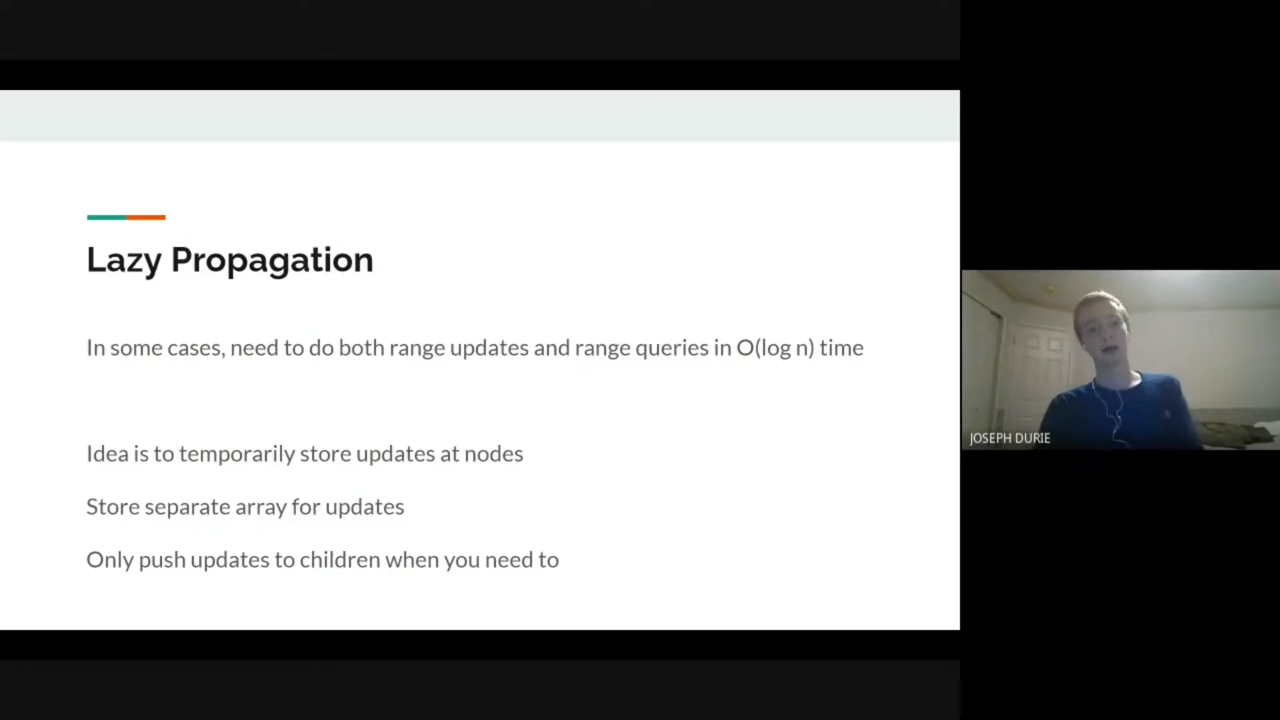 Lazy Propagation
In some cases, need to do both range updates and range queries in O(log n) time
Idea is to temporarily store updates at nodes
Store separate array for updates
Only push updates to children when you need to
JOSEPH DURIE